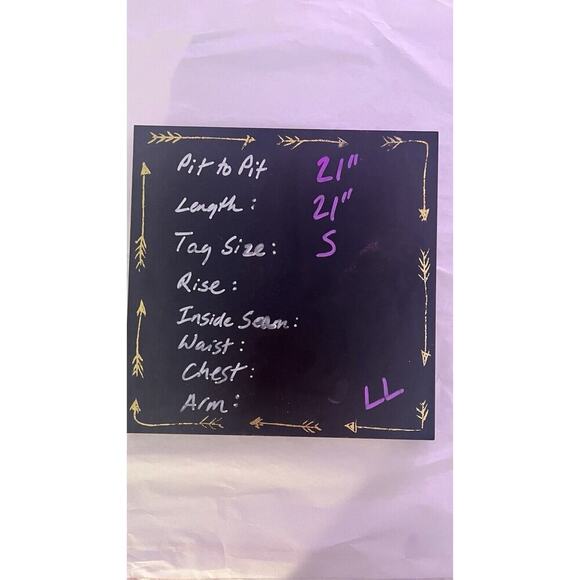 Pit to Pit 21"
Length: 21"
Tag Size: S
Rise:
Inside Seam:
Waist:
Chest:
Arm:
LL